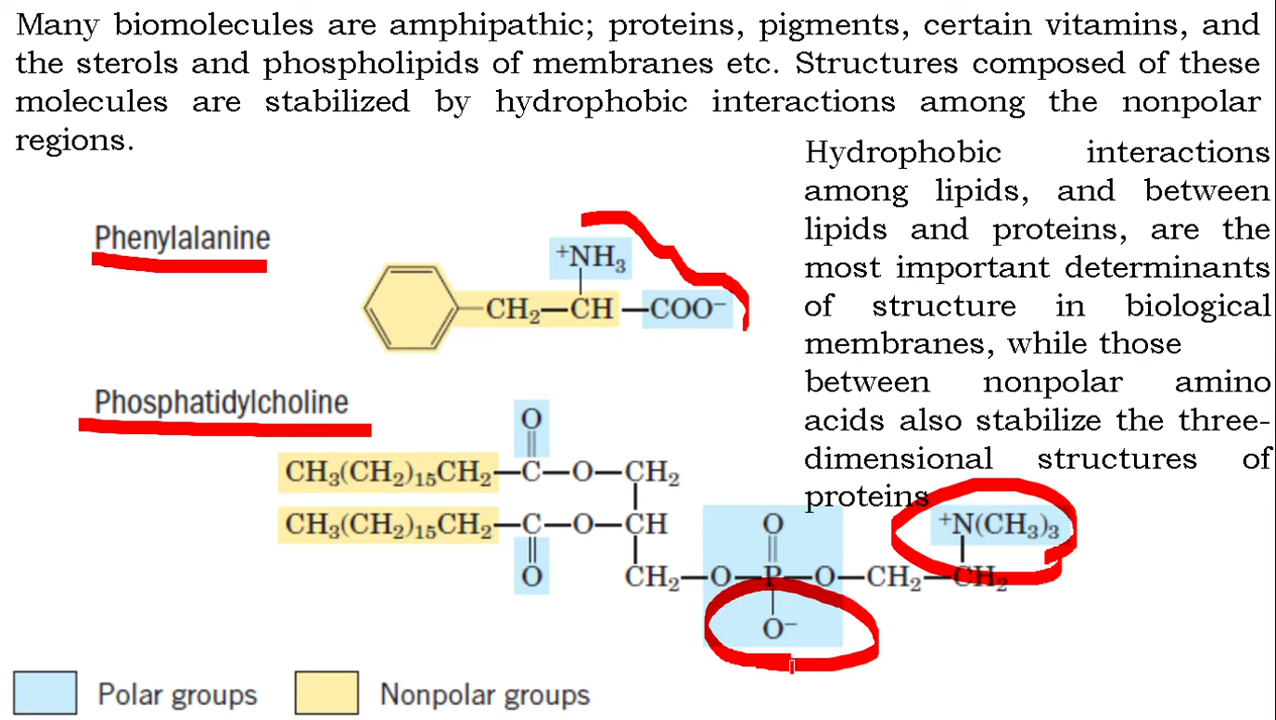 Many biomolecules are amphipathic; proteins, pigments, certain vitamins, and
the sterols and phospholipids of membranes etc. Structures composed of these
molecules are stabilized by hydrophobic interactions among the nonpolar
regions.
Hydrophobic interactions
among lipids, and between
lipids and proteins, are the
most important determinants
of structure in biological
membranes, while those
between nonpolar amino
acids also stabilize the three-
dimensional structures of
proteins
Phenylalanine
⁺NH₃
CH₂—CH—COO⁻
Phosphatidylcholine
O
CH₃(CH₂)₁₅CH₂—C—O—CH₂
CH₃(CH₂)₁₅CH₂—C—O—CH
O
O
⁺N(CH₃)₃
CH₂—O—P—O—CH₂—CH₂
O⁻
Polar groups
Nonpolar groups